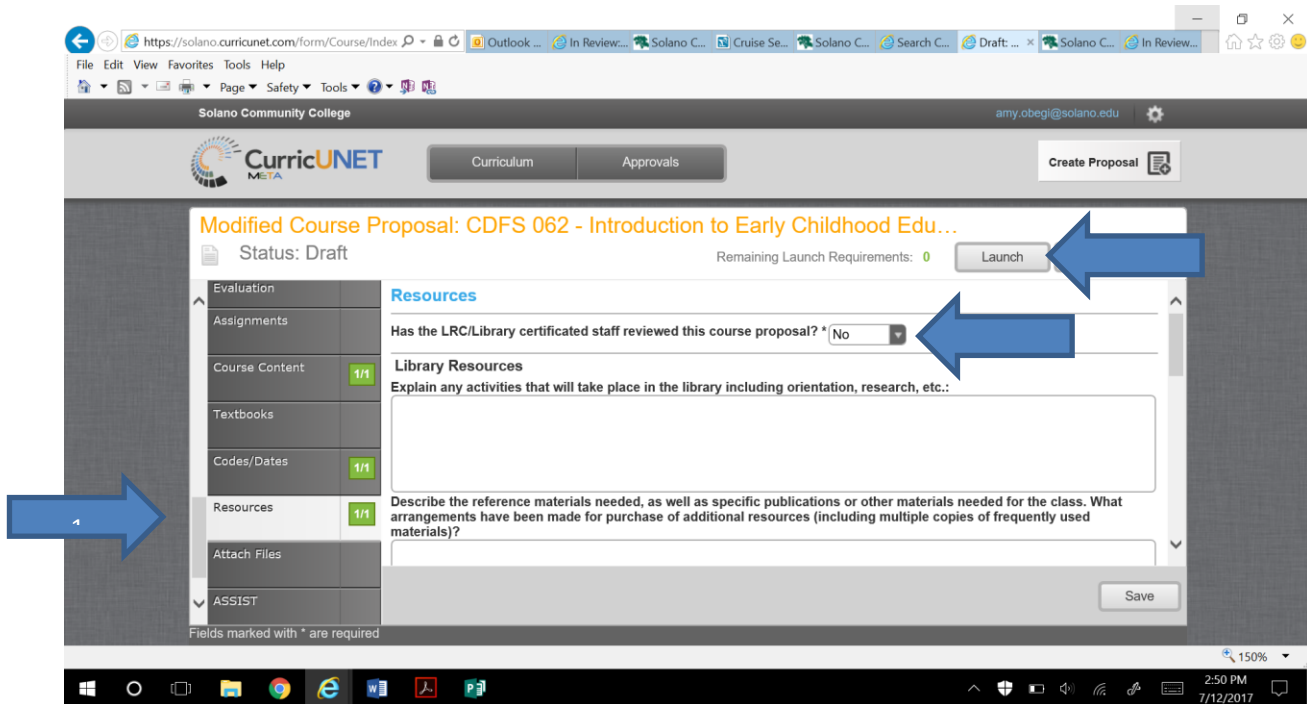 https://solano.curricunet.com/form/Course/Index
Outlook ...
In Review:...
Solano C...
Cruise Se...
Solano C...
Search C...
Draft: ...
Solano C...
In Review...
File Edit View Favorites Tools Help
Page Safety Tools
Solano Community College
amy.obegi@solano.edu
CurricUNET
META
Curriculum
Approvals
Create Proposal
Modified Course Proposal: CDFS 062 - Introduction to Early Childhood Edu...
Status: Draft
Remaining Launch Requirements: 0
Launch
Evaluation
Assignments
Course Content 1/1
Textbooks
Codes/Dates 1/1
Resources 1/1
Attach Files
ASSIST
Resources
Has the LRC/Library certificated staff reviewed this course proposal? * No
Library Resources
Explain any activities that will take place in the library including orientation, research, etc.:
Describe the reference materials needed, as well as specific publications or other materials needed for the class. What
arrangements have been made for purchase of additional resources (including multiple copies of frequently used
materials)?
Save
Fields marked with * are required
150%
2:50 PM
7/12/2017